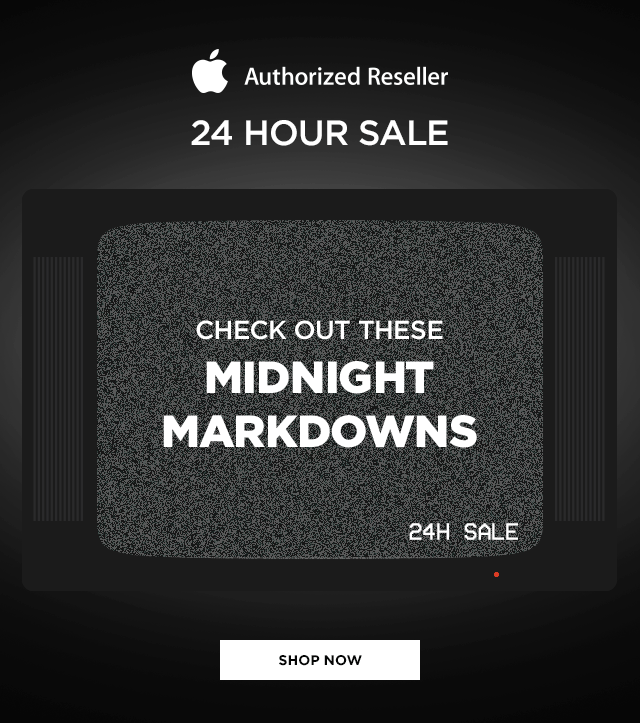 Authorized Reseller
24 HOUR SALE
CHECK OUT THESE
MIDNIGHT
MARKDOWNS
24H SALE
SHOP NOW